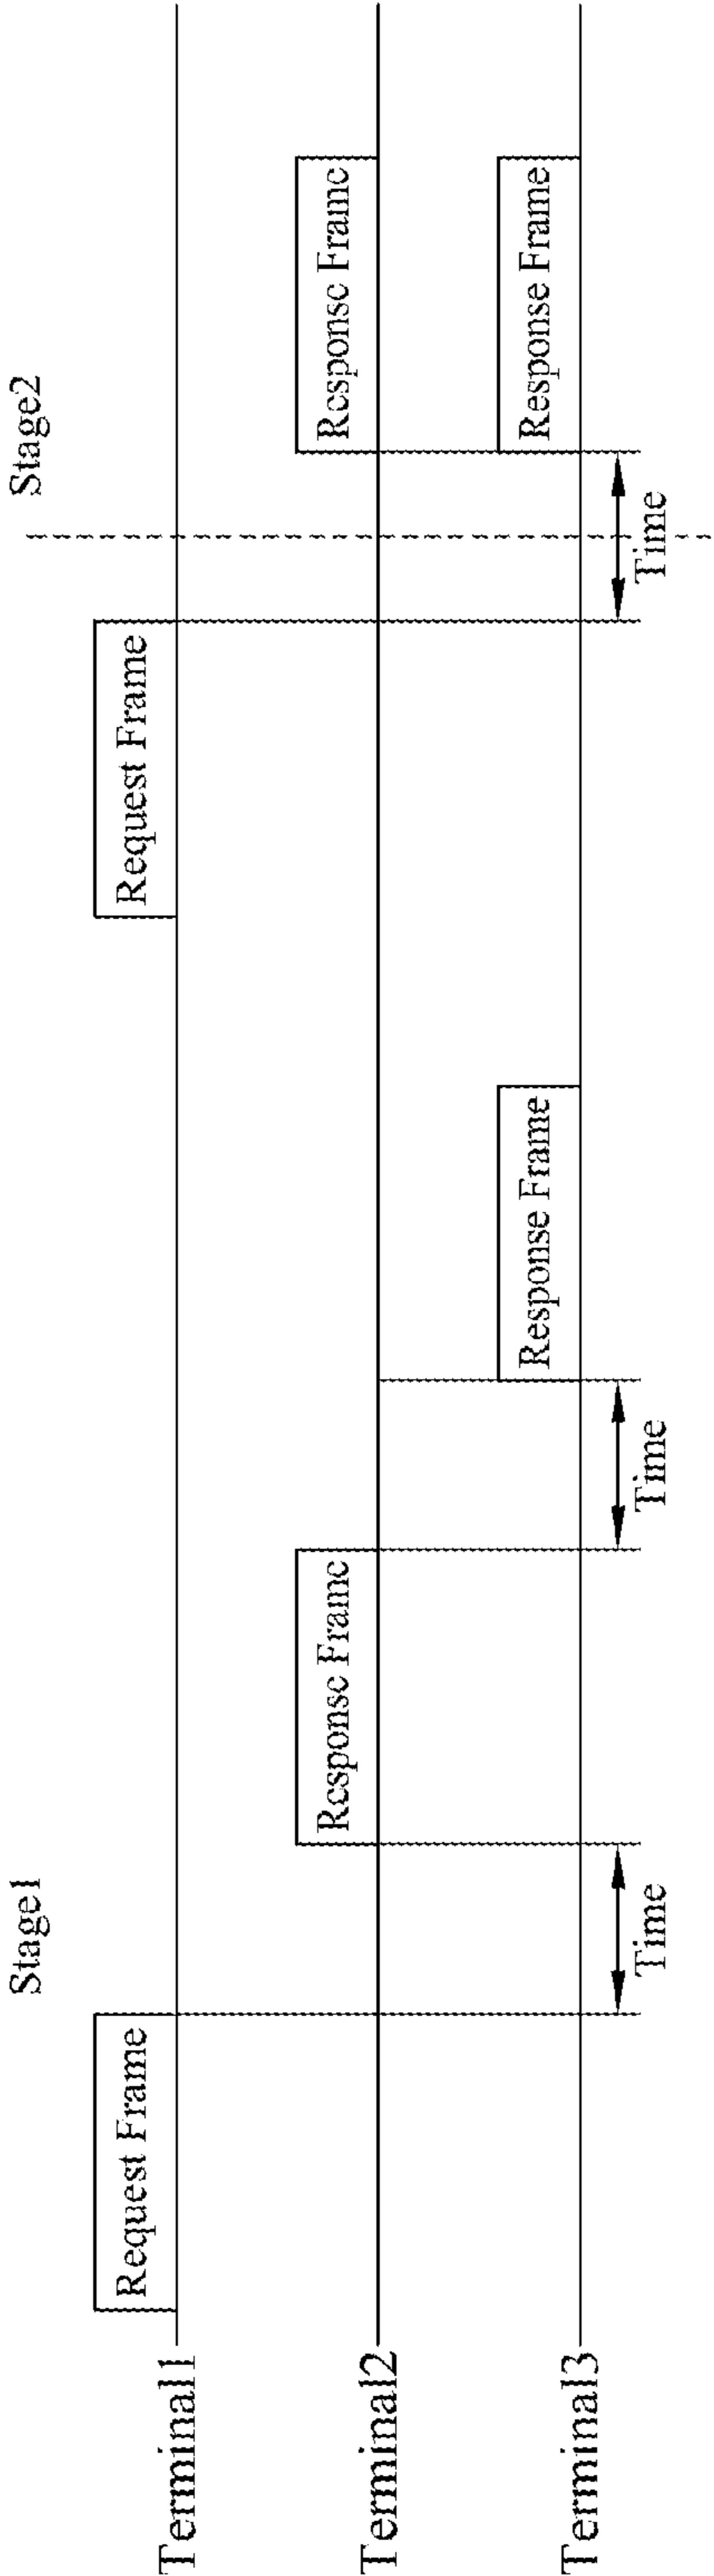 Stage1
Stage2
Terminal1
Request Frame
Request Frame
Terminal2
Response Frame
Response Frame
Terminal3
Response Frame
Response Frame
Time
Time
Time